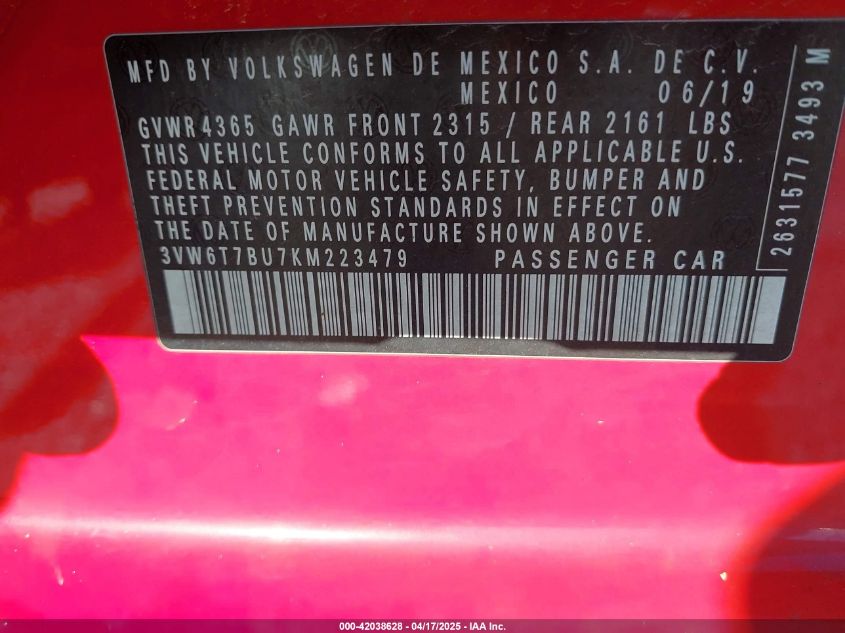 MFD BY VOLKSWAGEN DE MEXICO S.A. DE C.V.
MEXICO 06/19
GVWR 4365 GAWR FRONT 2315 / REAR 2161 LBS
THIS VEHICLE CONFORMS TO ALL APPLICABLE U.S.
FEDERAL MOTOR VEHICLE SAFETY, BUMPER AND
THEFT PREVENTION STANDARDS IN EFFECT ON
THE DATE OF MANUFACTURE SHOWN ABOVE.
3VW6T7BU7KM223479 PASSENGER CAR
2631577 3493 M
000-42038628 - 04/17/2025 - IAA Inc.